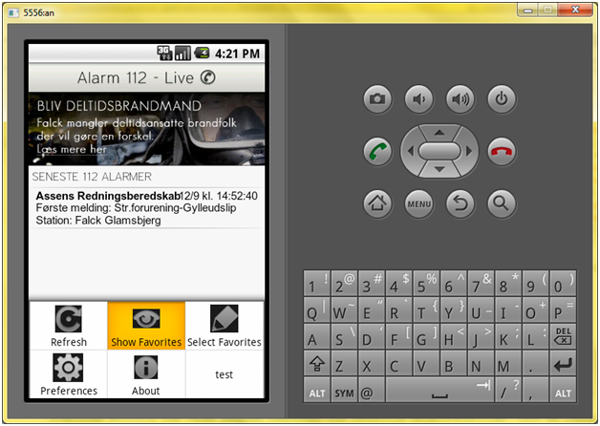 5556:an
3G 4:21 PM
Alarm 112 - Live
BLIV DELTIDSBRANDMAND
Falck mangler deltidsansatte brandfolk
der vil gøre en forskel.
Læs mere her
SENESTE 112 ALARMER
Assens Redningsberedskab12/9 kl. 14:52:40
Første melding: Str.forurening-Gylleudslip
Station: Falck Glamsbjerg
Refresh Show Favorites Select Favorites
Preferences About test
MENU
1 ! 2 @ 3 # 4 $ 5 % 6 ^ 7 & 8 * 9 ( 0 )
Q | W ~ E " R ` T { Y } U _ I - O + P =
A S \ D ' F [ G ] H < J > K ; L : DEL
Z X C V B N M .
ALT SYM @ / ? , ALT